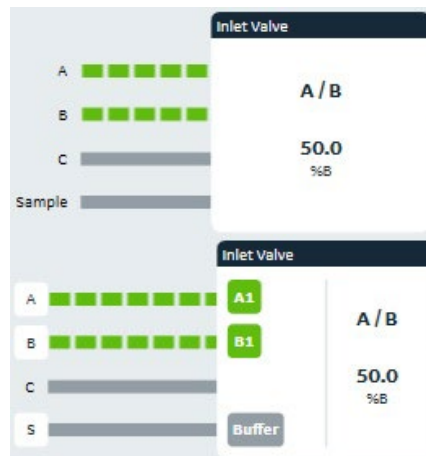 Inlet Valve
A
A / B
B
50.0
C
%B
Sample
Inlet Valve
A
A1
A / B
B
B1
50.0
C
%B
S
Buffer